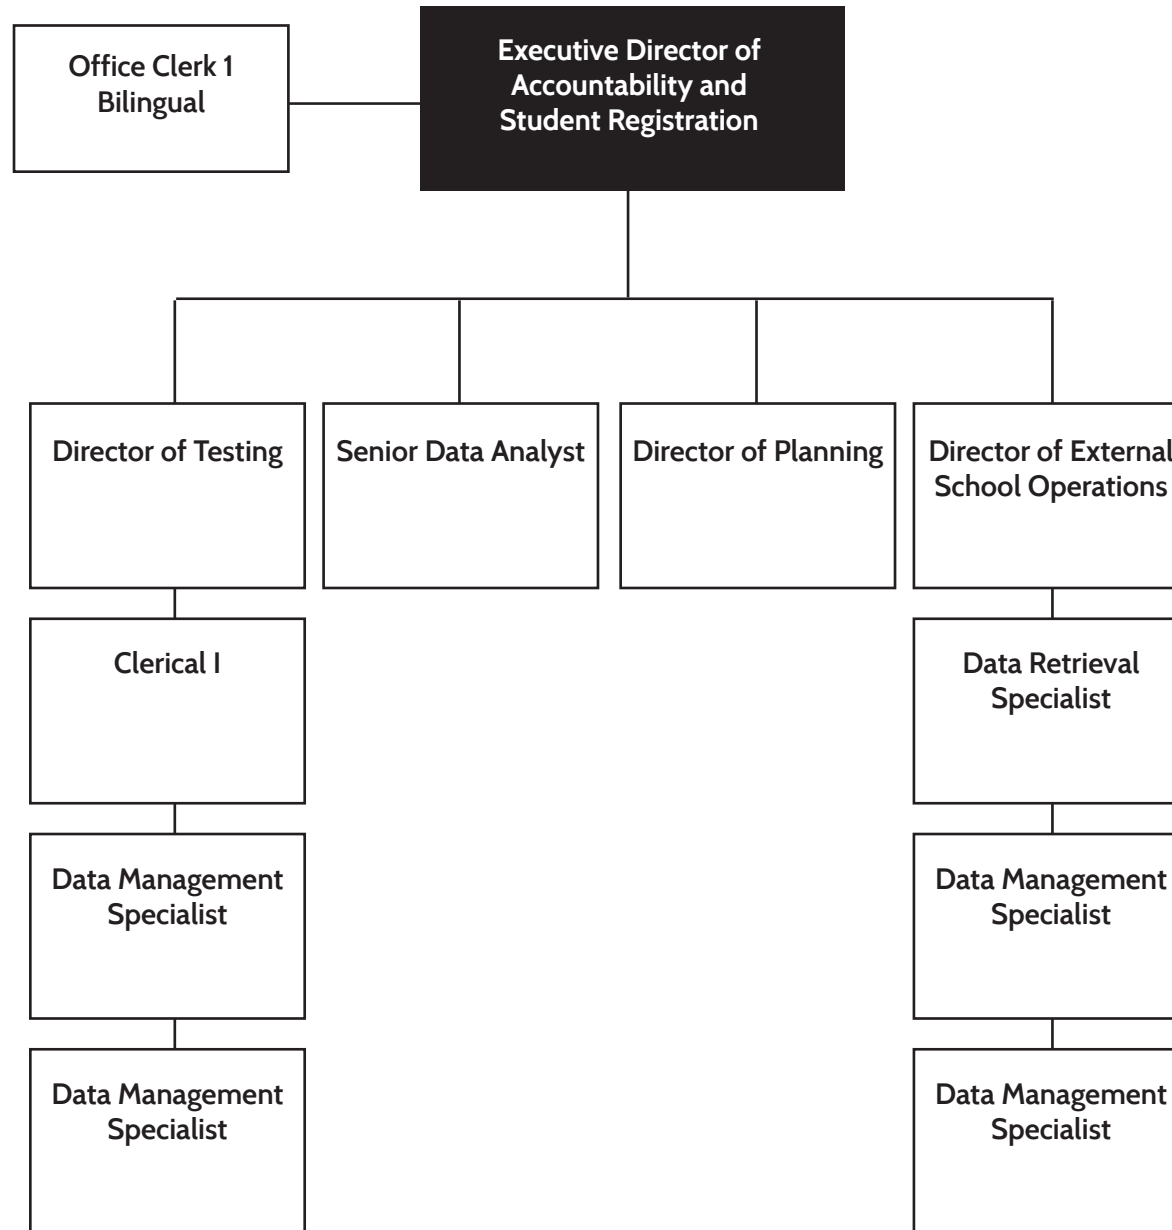 Office Clerk 1
Bilingual
Executive Director of
Accountability and
Student Registration
Director of Testing
Senior Data Analyst
Director of Planning
Director of External
School Operations
Clerical I
Data Retrieval
Specialist
Data Management
Specialist
Data Management
Specialist
Data Management
Specialist
Data Management
Specialist